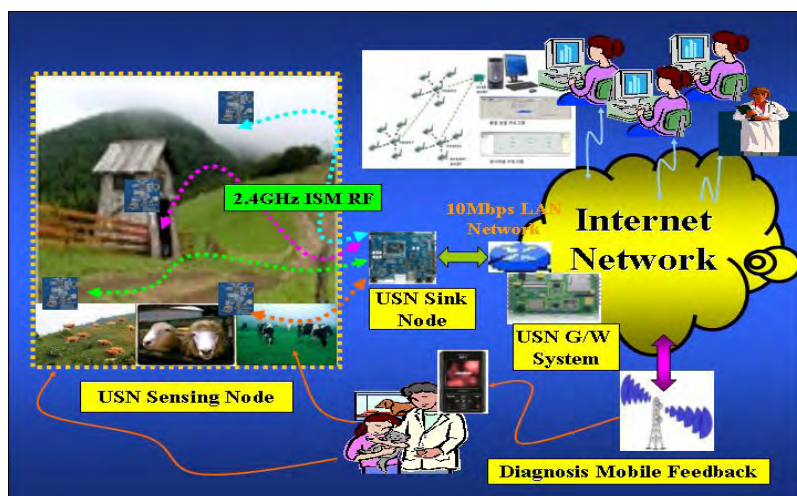 2.4GHz ISM RF
10Mbps LAN
Network
Internet
Network
USN Sink
Node
USN G/W
System
USN Sensing Node
Diagnosis Mobile Feedback